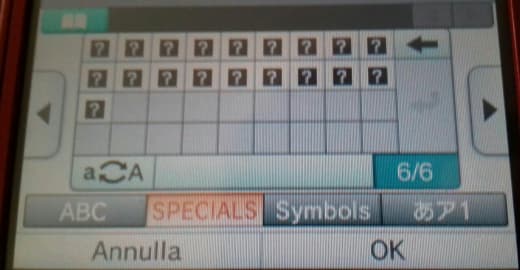 ? ? ? ? ? ? ? ? ?
? ? ? ? ? ? ? ? ?
?
a A 6/6
ABC SPECIALS Symbols あア1
Annulla OK